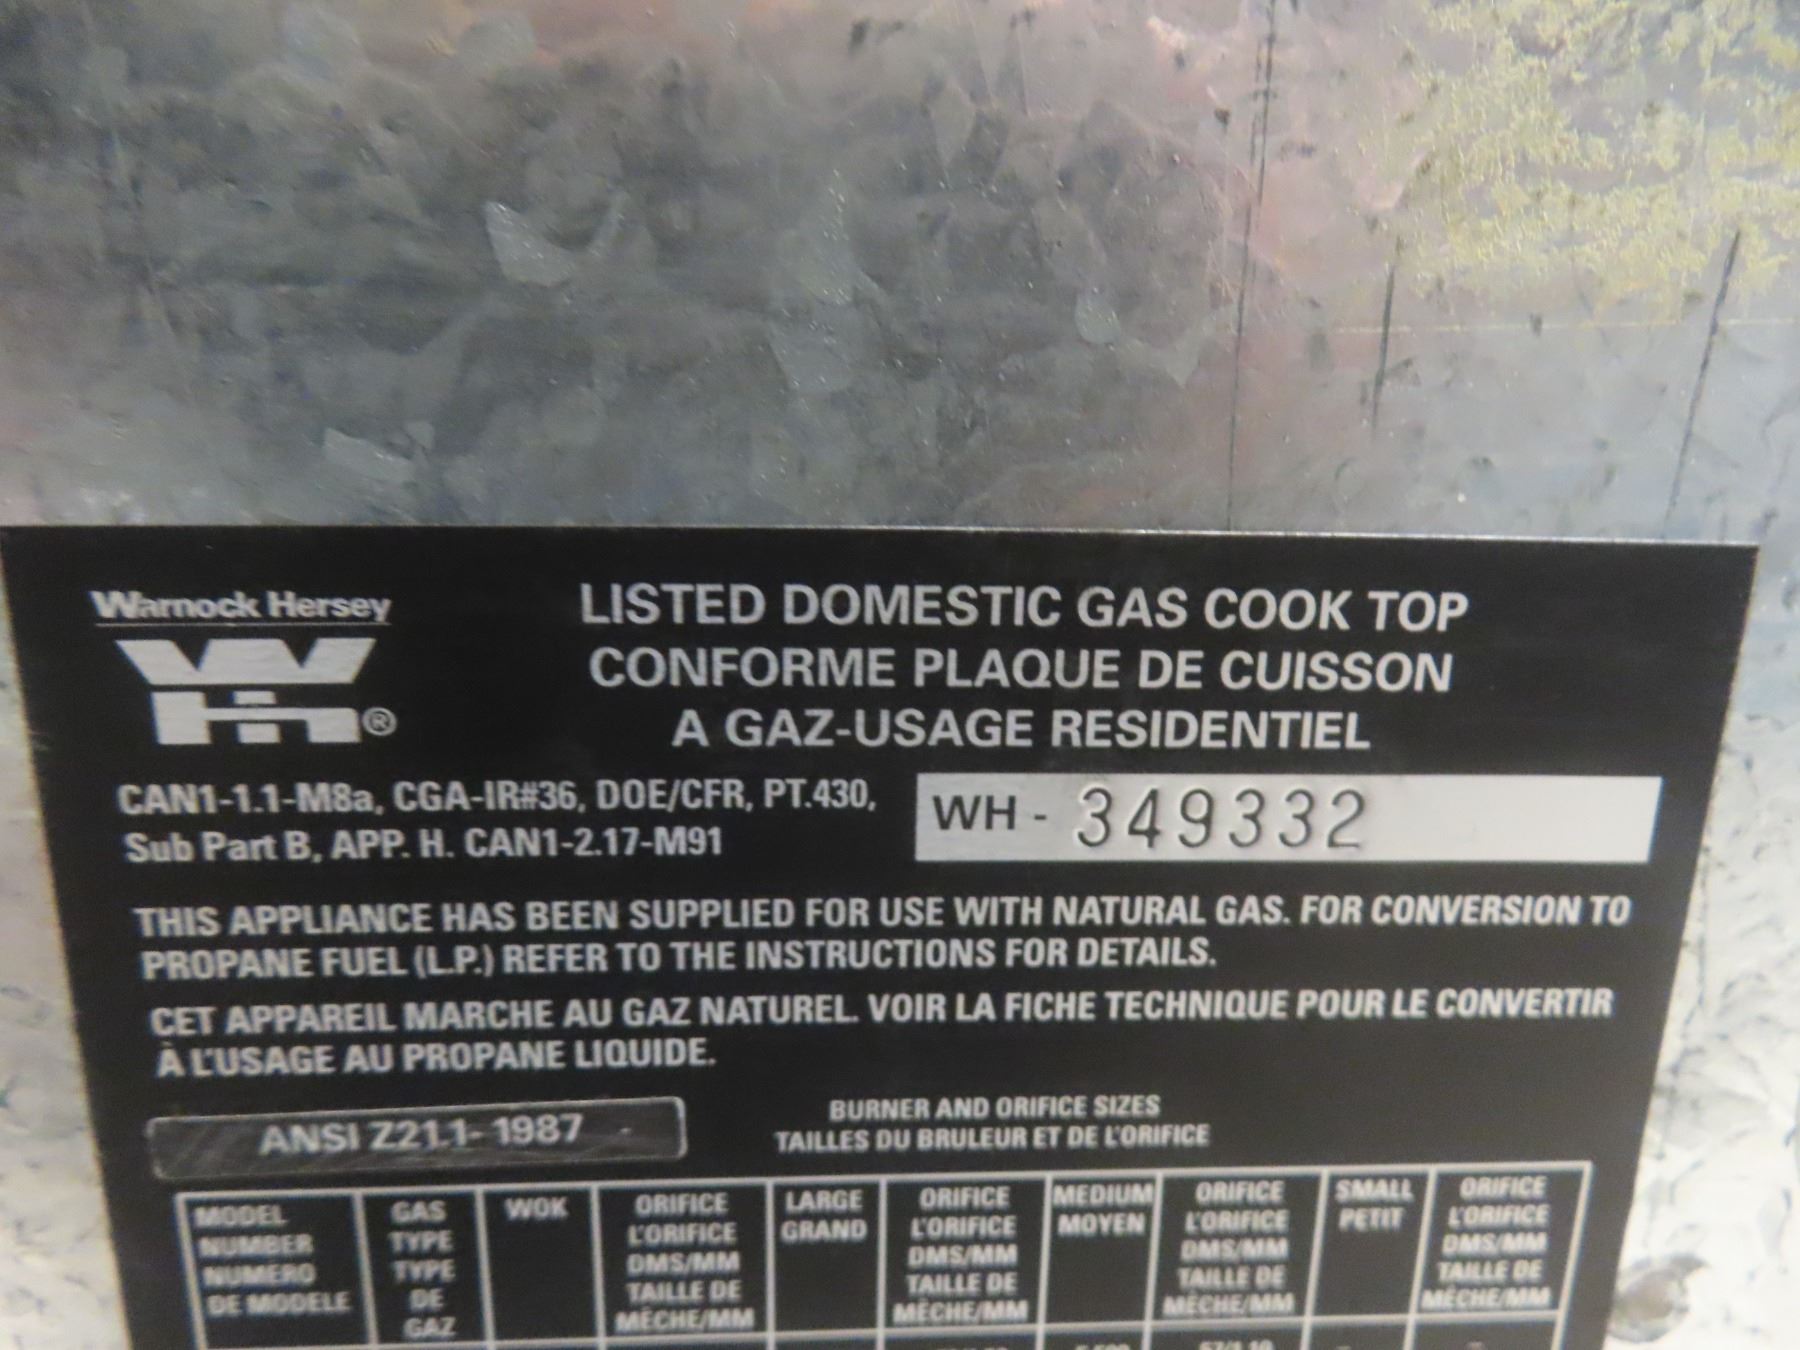 Warnock Hersey
WH®
LISTED DOMESTIC GAS COOK TOP
CONFORME PLAQUE DE CUISSON
A GAZ-USAGE RESIDENTIEL
CAN1-1.1-M8a, CGA-IR#36, DOE/CFR, PT.430,
Sub Part B, APP. H. CAN1-2.17-M91
WH - 349332
THIS APPLIANCE HAS BEEN SUPPLIED FOR USE WITH NATURAL GAS. FOR CONVERSION TO
PROPANE FUEL (L.P.) REFER TO THE INSTRUCTIONS FOR DETAILS.
CET APPAREIL MARCHE AU GAZ NATUREL. VOIR LA FICHE TECHNIQUE POUR LE CONVERTIR
À L'USAGE AU PROPANE LIQUIDE.
ANSI Z21.1-1987
BURNER AND ORIFICE SIZES
TAILLES DU BRULEUR ET DE L'ORIFICE
MODEL
NUMBER
NUMERO
DE MODELE
GAS
TYPE
TYPE
DE
GAZ
WOK
ORIFICE
L'ORIFICE
DMS/MM
TAILLE DE
MÈCHE/MM
LARGE
GRAND
ORIFICE
L'ORIFICE
DMS/MM
TAILLE DE
MÈCHE/MM
MEDIUM
MOYEN
ORIFICE
L'ORIFICE
DMS/MM
TAILLE DE
MÈCHE/MM
SMALL
PETIT
ORIFICE
L'ORIFICE
DMS/MM
TAILLE DE
MÈCHE/MM